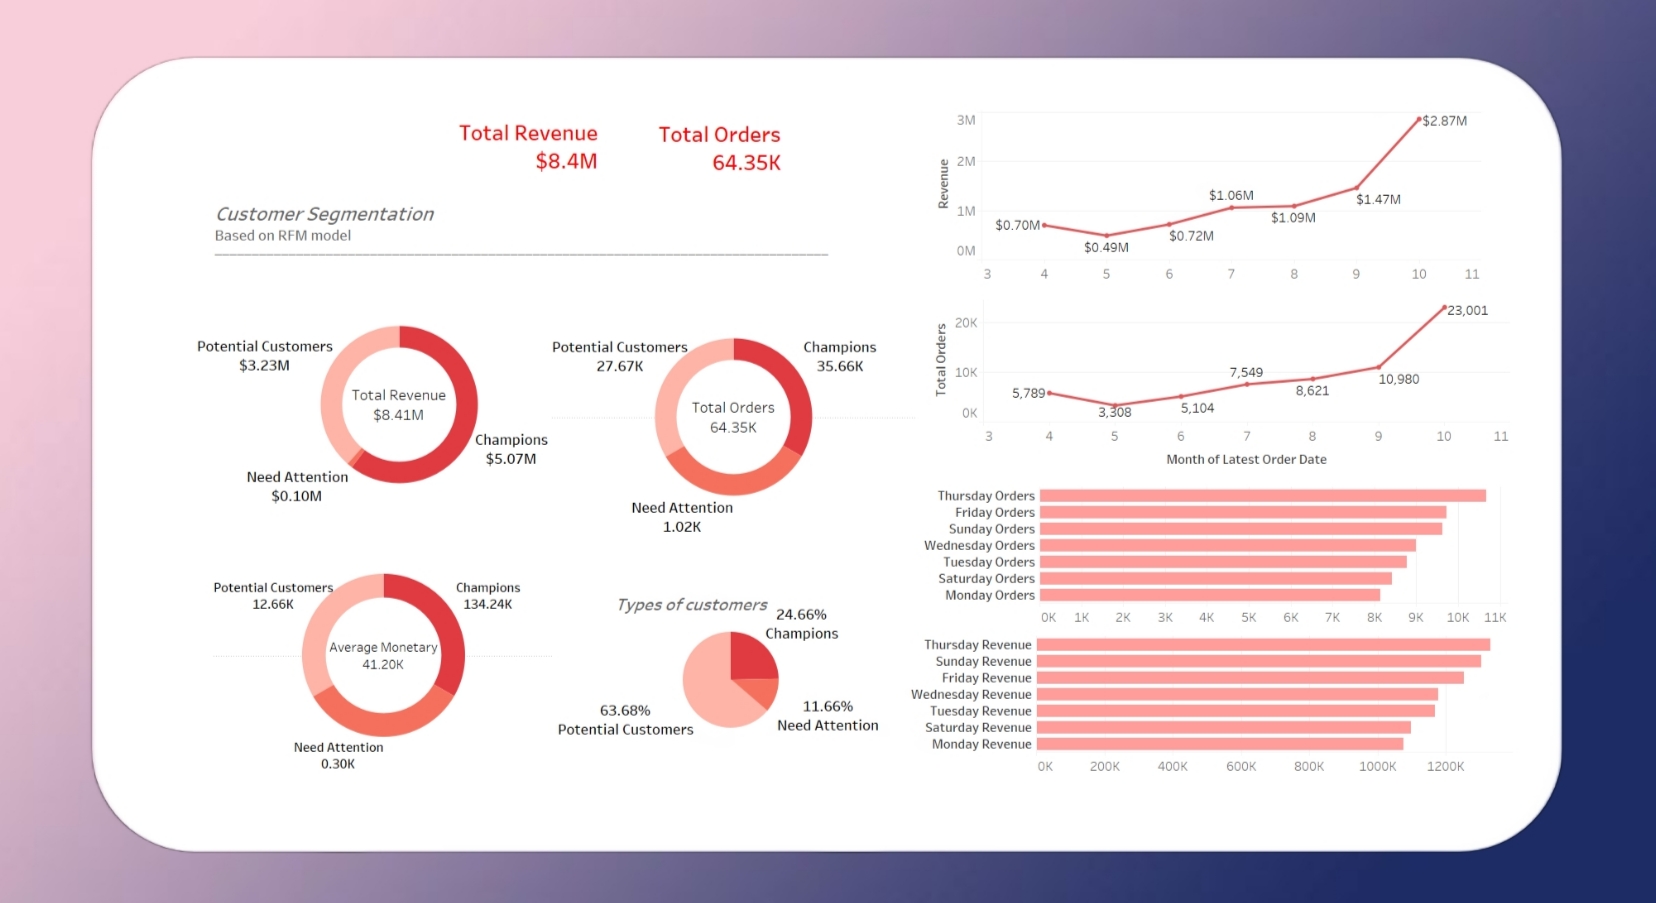 Total Revenue
$8.4M
Total Orders
64.35K
Customer Segmentation
Based on RFM model
Potential Customers
$3.23M
Total Revenue
$8.41M
Champions
$5.07M
Need Attention
$0.10M
Potential Customers
27.67K
Champions
35.66K
Total Orders
64.35K
Need Attention
1.02K
Potential Customers
12.66K
Champions
134.24K
Average Monetary
41.20K
Need Attention
0.30K
Types of customers
24.66%
Champions
63.68%
Potential Customers
11.66%
Need Attention
Revenue
3M
2M
1M
0M
$0.70M
$0.49M
$0.72M
$1.06M
$1.09M
$1.47M
$2.87M
3 4 5 6 7 8 9 10 11
Total Orders
20K
10K
0K
5,789
3,308
5,104
7,549
8,621
10,980
23,001
3 4 5 6 7 8 9 10 11
Month of Latest Order Date
Thursday Orders
Friday Orders
Sunday Orders
Wednesday Orders
Tuesday Orders
Saturday Orders
Monday Orders
0K 1K 2K 3K 4K 5K 6K 7K 8K 9K 10K 11K
Thursday Revenue
Sunday Revenue
Friday Revenue
Wednesday Revenue
Tuesday Revenue
Saturday Revenue
Monday Revenue
0K 200K 400K 600K 800K 1000K 1200K